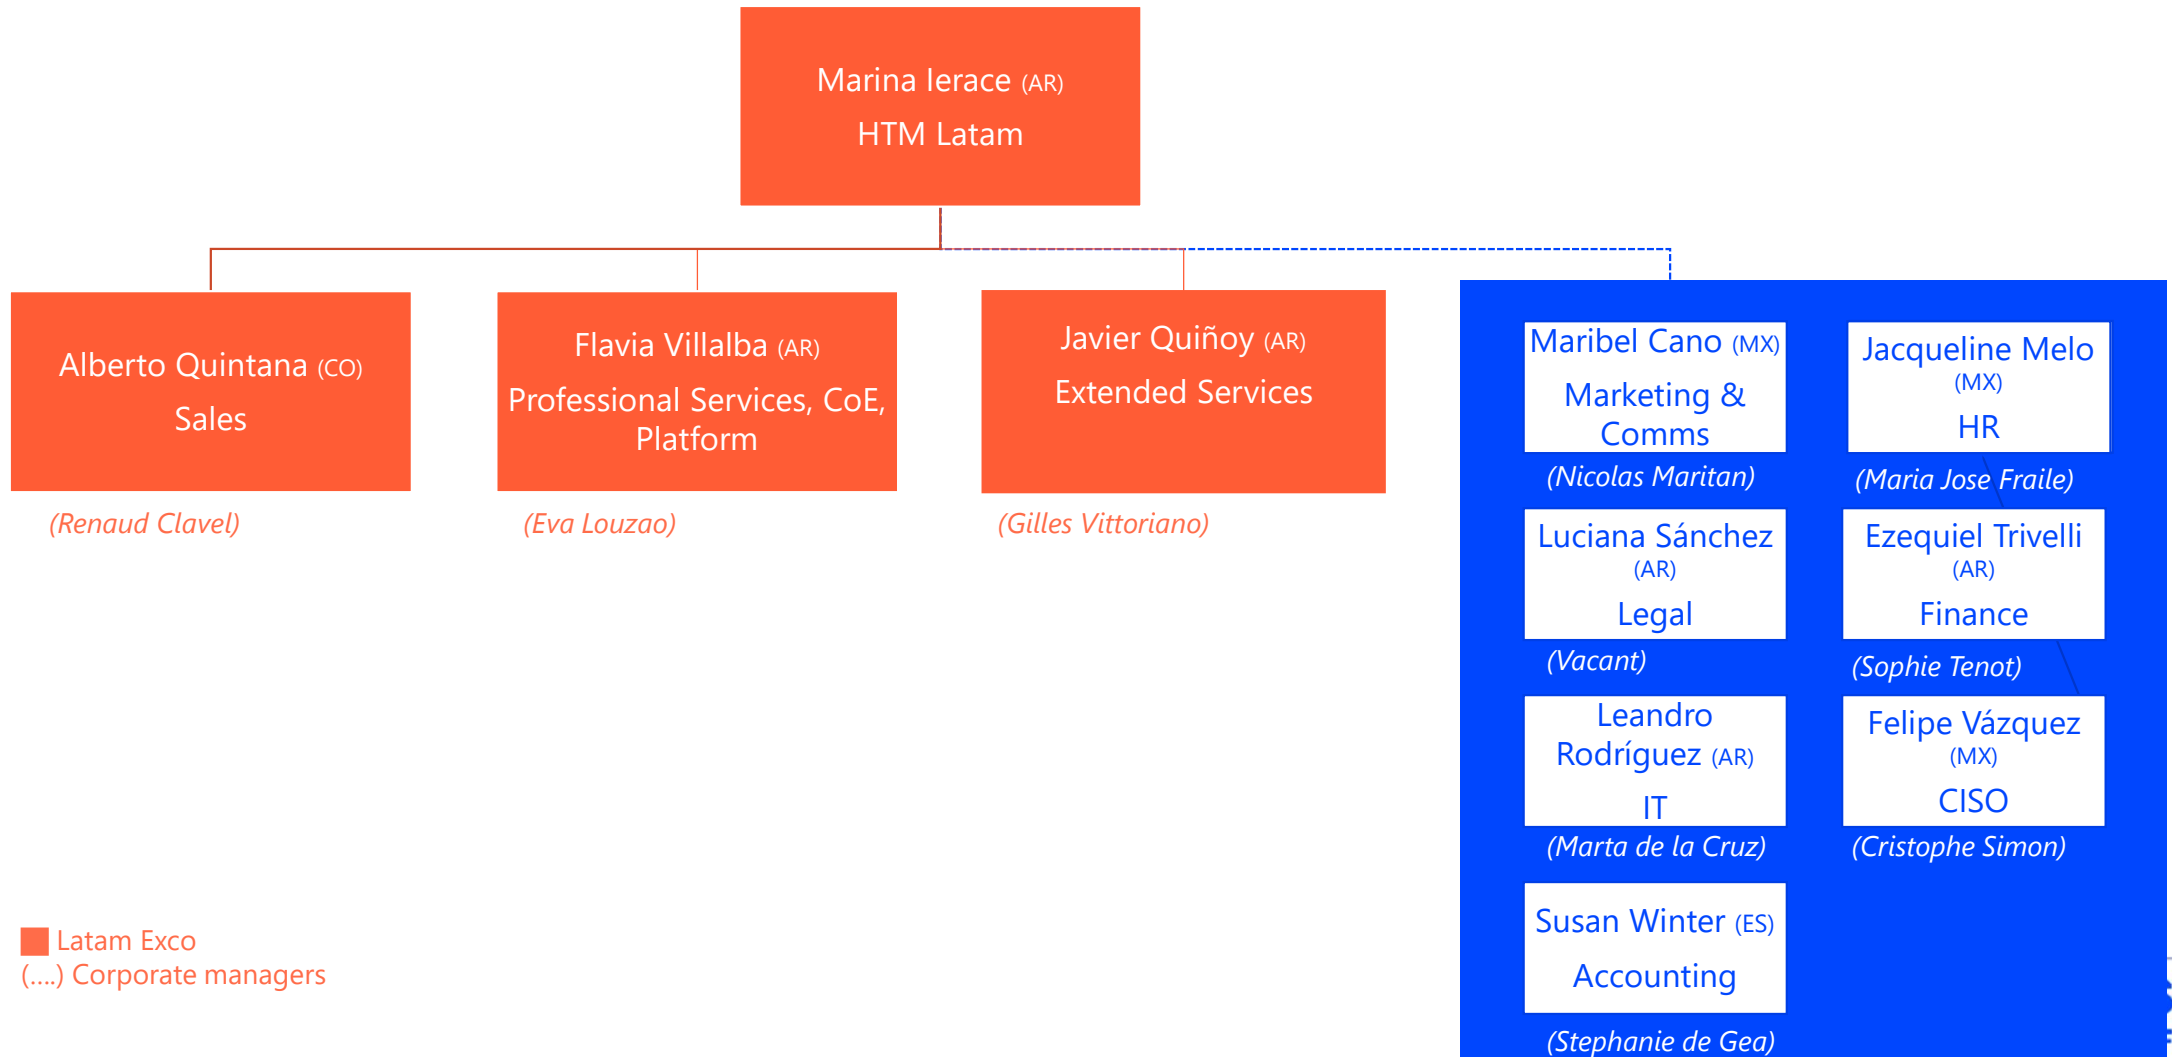 Marina Ierace (AR)
HTM Latam
Alberto Quintana (CO)
Sales
(Renaud Clavel)
Flavia Villalba (AR)
Professional Services, CoE,
Platform
(Eva Louzao)
Javier Quiñoy (AR)
Extended Services
(Gilles Vittoriano)
Maribel Cano (MX)
Marketing &
Comms
(Nicolas Maritan)
Jacqueline Melo
(MX)
HR
(Maria Jose Fraile)
Luciana Sánchez
(AR)
Legal
(Vacant)
Ezequiel Trivelli
(AR)
Finance
(Sophie Tenot)
Leandro
Rodríguez (AR)
IT
(Marta de la Cruz)
Felipe Vázquez
(MX)
CISO
(Cristophe Simon)
Susan Winter (ES)
Accounting
(Stephanie de Gea)
Latam Exco
(....) Corporate managers